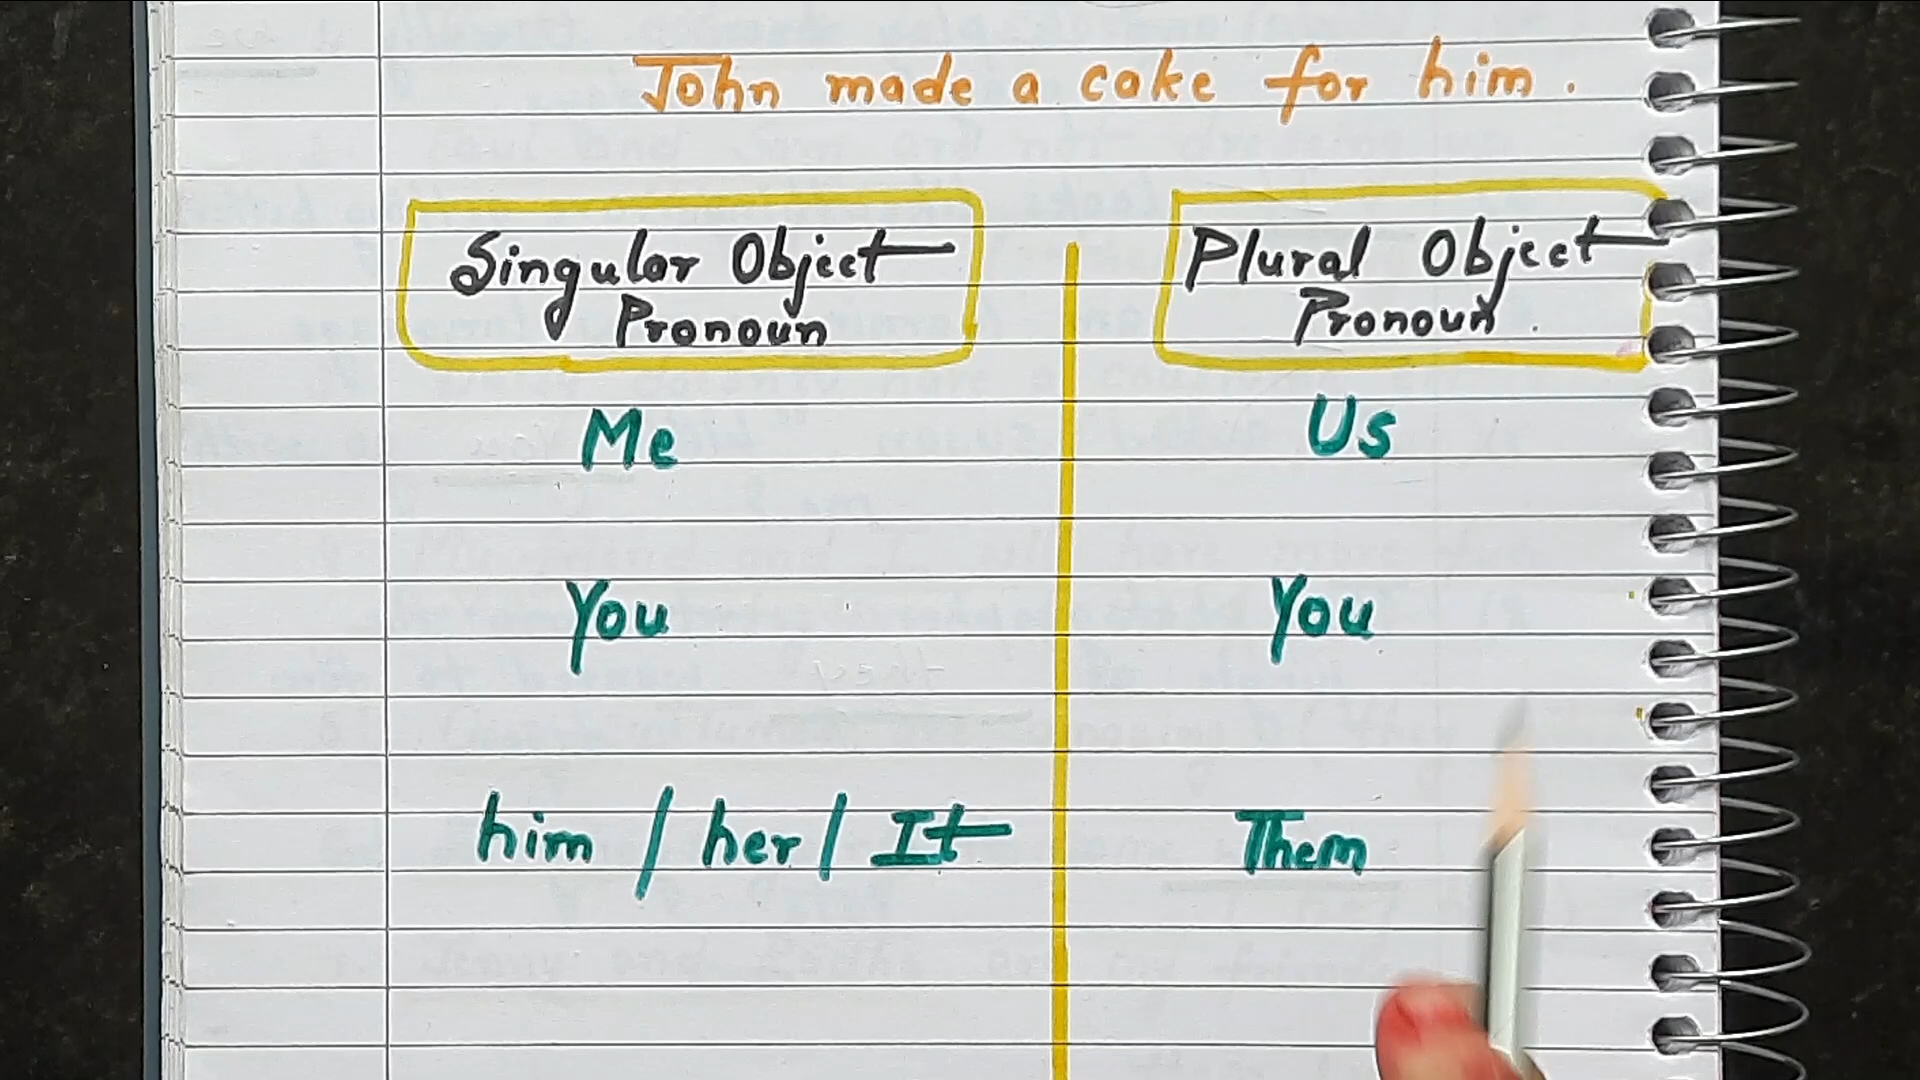 John made a cake for him.
Singular Object
Pronoun
Plural Object
Pronoun.
Me
Us
You
You
him / her / It
Them